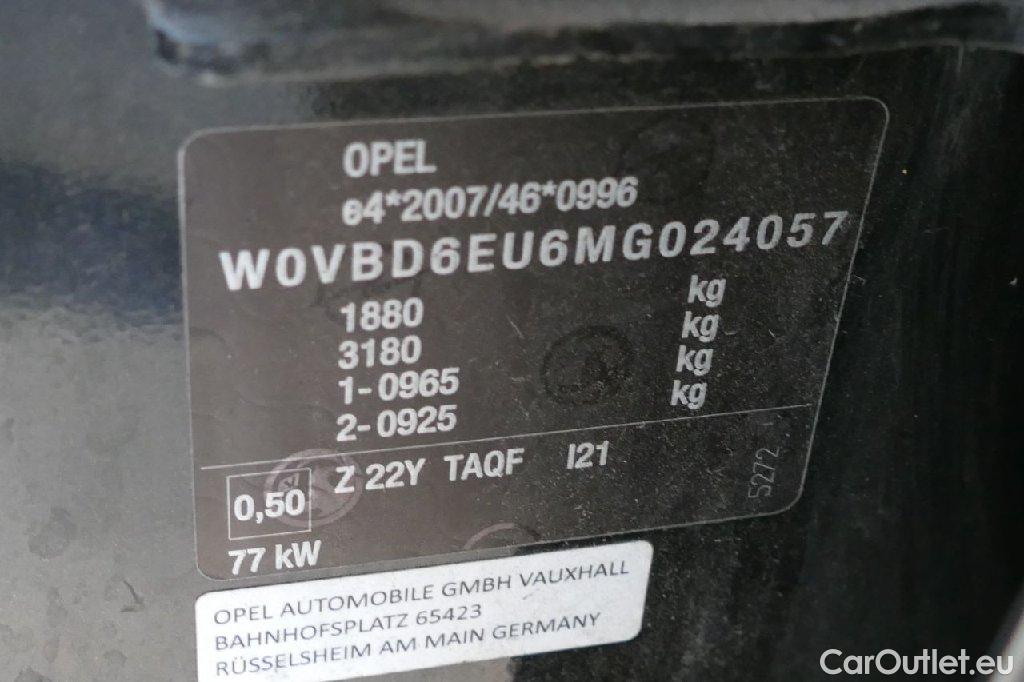 OPEL
e4*2007/46*0996
W0VBD6EU6MG024057
1880 kg
3180 kg
1-0965 kg
2-0925 kg
0,50 Z 22Y TAQF I21
5272
77 kW
OPEL AUTOMOBILE GMBH VAUXHALL
BAHNHOFSPLATZ 65423
RÜSSELSHEIM AM MAIN GERMANY
CarOutlet.eu